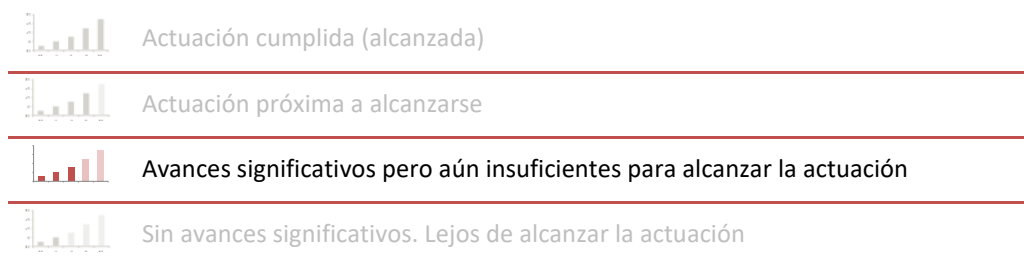 Actuación cumplida (alcanzada)
Actuación próxima a alcanzarse
Avances significativos pero aún insuficientes para alcanzar la actuación
Sin avances significativos. Lejos de alcanzar la actuación